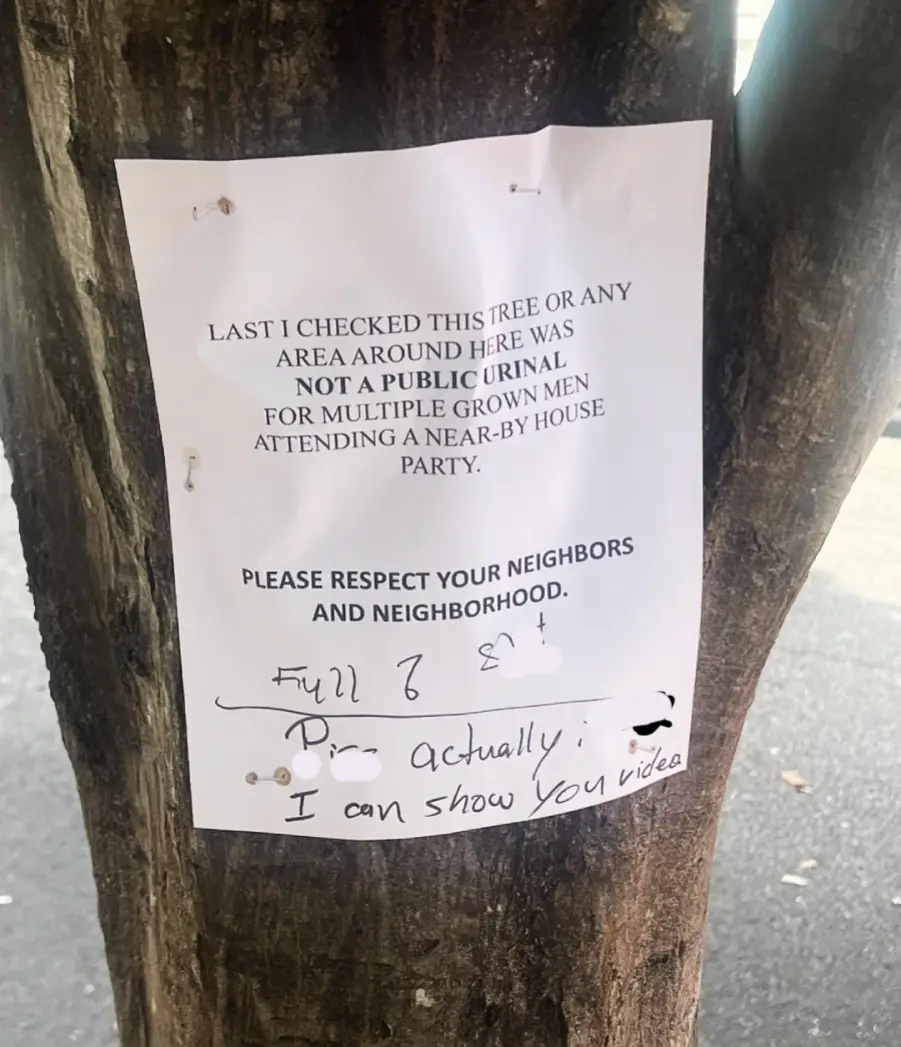 LAST I CHECKED THIS TREE OR ANY
AREA AROUND HERE WAS
NOT A PUBLIC URINAL
FOR MULTIPLE GROWN MEN
ATTENDING A NEAR-BY HOUSE
PARTY.
PLEASE RESPECT YOUR NEIGHBORS
AND NEIGHBORHOOD.
Full
actually:
I can show you video